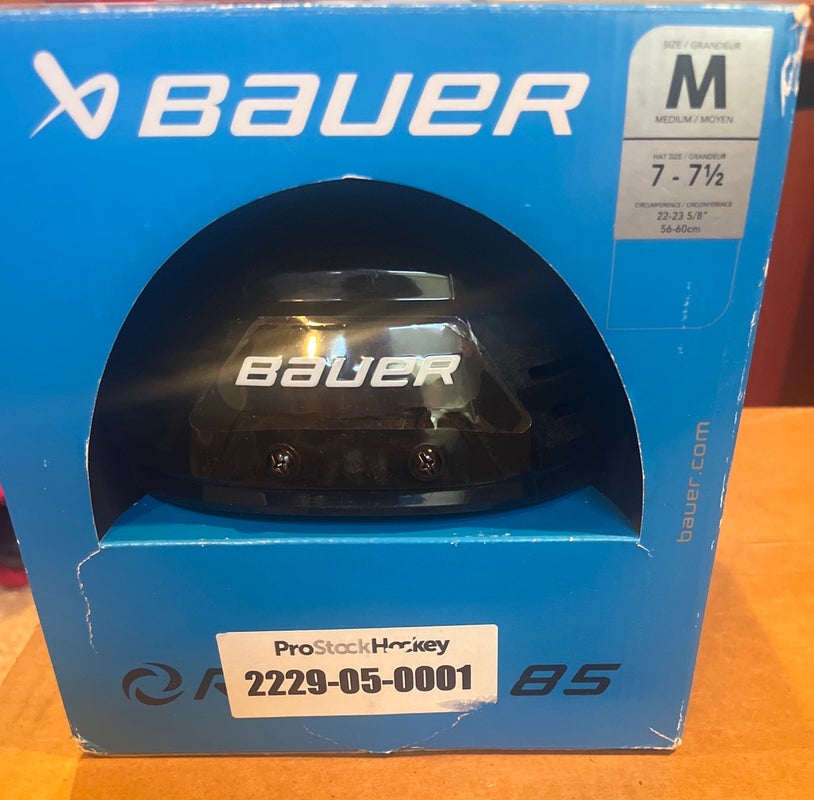 BAUER
SIZE / GRANDEUR
M
MEDIUM / MOYEN
HAT SIZE / GRANDEUR
7 - 7½
CIRCUMFERENCE / CIRCONFÉRENCE
22-23 5/8"
56-60cm
BAUER
bauer.com
ProStockHockey
2229-05-0001
R
85